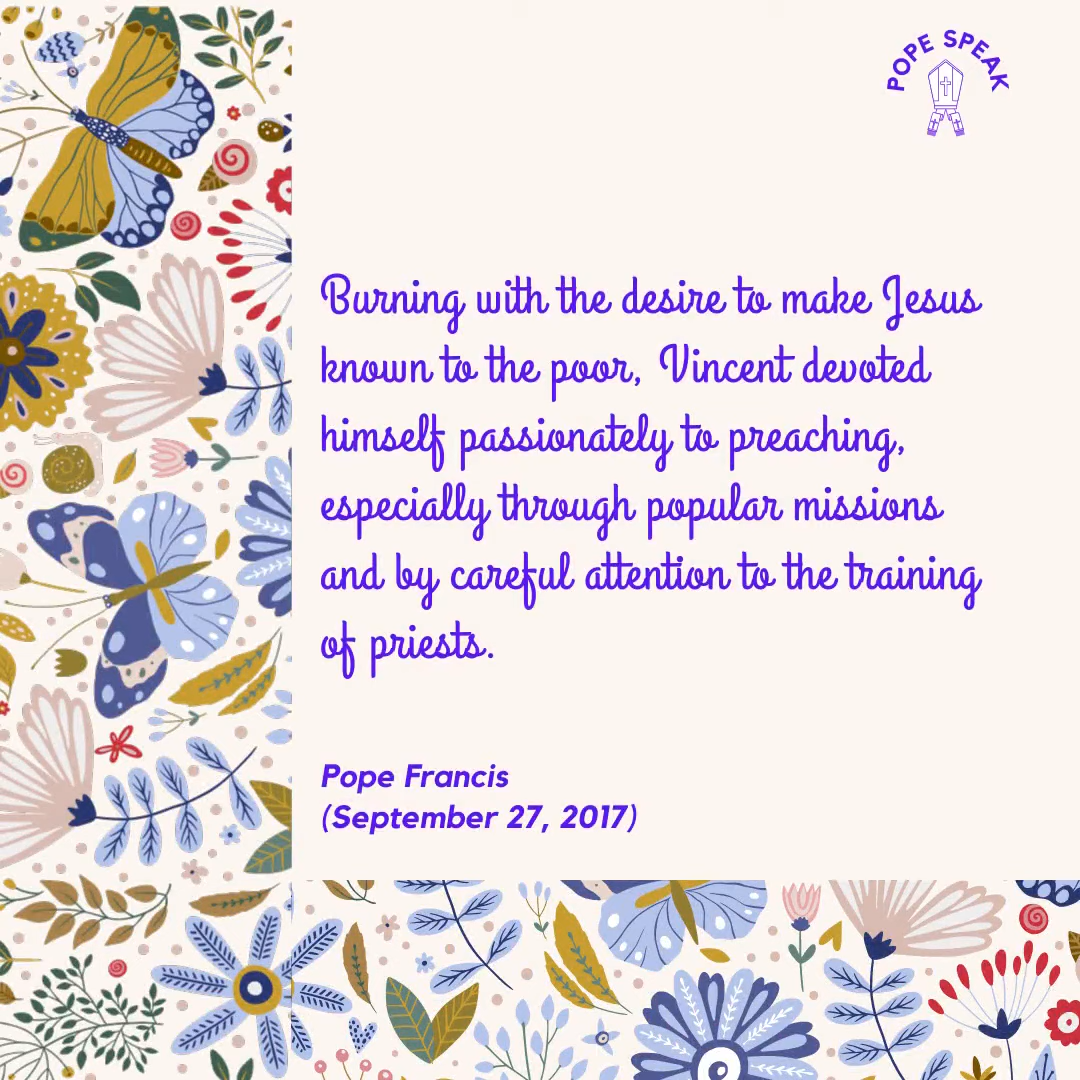 POPE SPEAK
Burning with the desire to make Jesus
known to the poor, Vincent devoted
himself passionately to preaching,
especially through popular missions
and by careful attention to the training
of priests.
Pope Francis
(September 27, 2017)